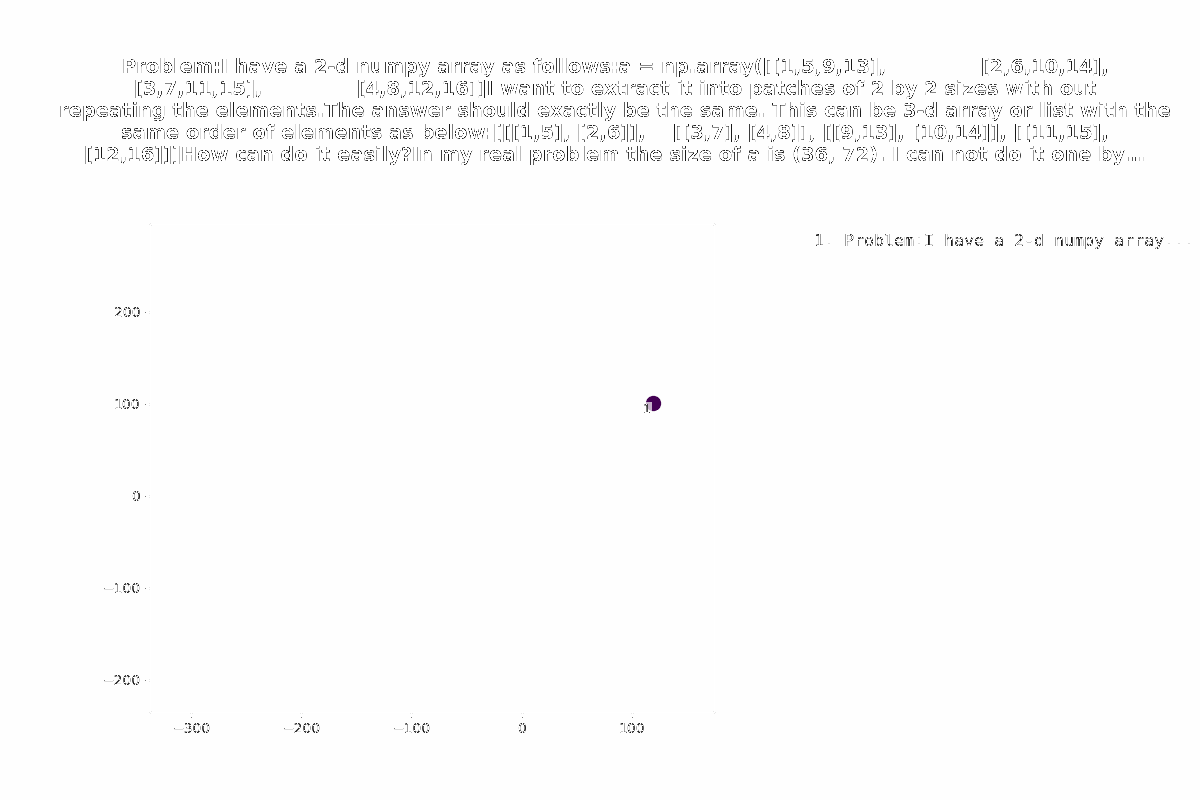 Problem:I have a 2-d numpy array as follows:a = np.array([[1,5,9,13], [2,6,10,14],
[3,7,11,15], [4,8,12,16]]I want to extract it into patches of 2 by 2 sizes with out
repeating the elements.The answer should exactly be the same. This can be 3-d array or list with the
same order of elements as below:[[[1,5], [2,6]], [[3,7], [4,8]], [[9,13], [10,14]], [[11,15],
[12,16]]]How can do it easily?In my real problem the size of a is (36, 72). I can not do it one by...
1. Problem:I have a 2-d numpy array...
200
100
1
0
−100
−200
−300 −200 −100 0 100